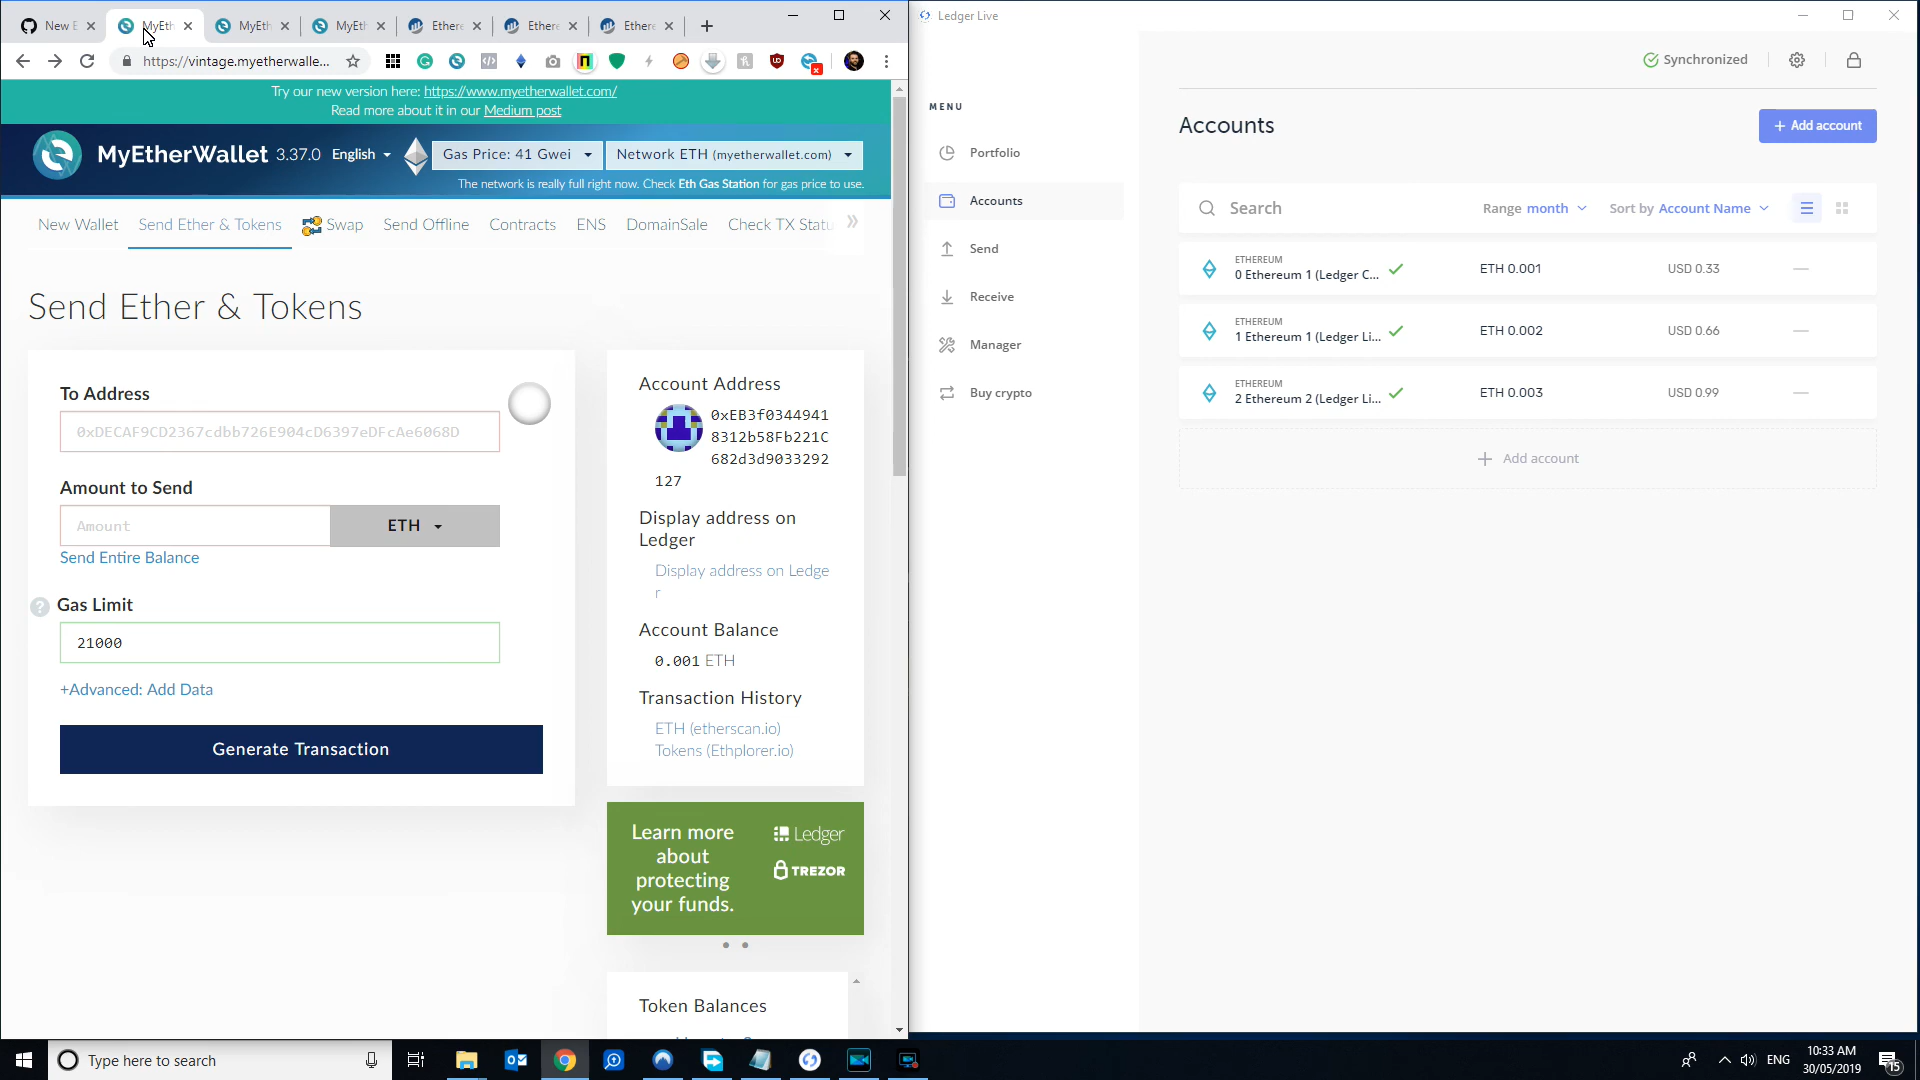 New E
MyEth
MyEth
MyEth
Ethere
Ethere
Ethere
https://vintage.myetherwalle...
Try our new version here: https://www.myetherwallet.com/
Read more about it in our Medium post
MyEtherWallet 3.37.0 English
Gas Price: 41 Gwei
Network ETH (myetherwallet.com)
The network is really full right now. Check Eth Gas Station for gas price to use.
New Wallet
Send Ether & Tokens
Swap
Send Offline
Contracts
ENS
DomainSale
Check TX Statu
Send Ether & Tokens
To Address
0xDECAF9CD2367cdbb726E904cD6397eDFcAe6068D
Amount to Send
Amount
ETH
Send Entire Balance
Gas Limit
21000
+Advanced: Add Data
Generate Transaction
Account Address
0xEB3f0344941
8312b58Fb221C
682d3d9033292
127
Display address on
Ledger
Display address on Ledge
r
Account Balance
0.001 ETH
Transaction History
ETH (etherscan.io)
Tokens (Ethplorer.io)
Learn more
about
protecting
your funds.
Ledger
TREZOR
Token Balances
Ledger Live
Synchronized
MENU
Portfolio
Accounts
Send
Receive
Manager
Buy crypto
Accounts
+ Add account
Search
Range month
Sort by Account Name
ETHEREUM
0 Ethereum 1 (Ledger C...
ETH 0.001
USD 0.33
—
ETHEREUM
1 Ethereum 1 (Ledger Li...
ETH 0.002
USD 0.66
—
ETHEREUM
2 Ethereum 2 (Ledger Li...
ETH 0.003
USD 0.99
—
+ Add account
Type here to search
ENG
10:33 AM
30/05/2019
15